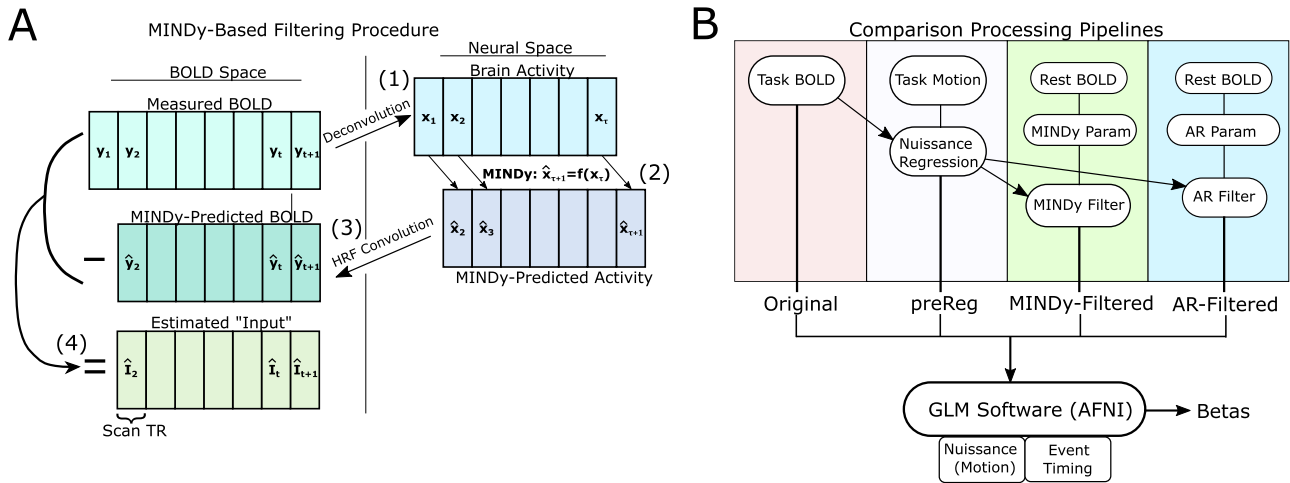 A
MINDy-Based Filtering Procedure
BOLD Space
Neural Space
Measured BOLD
y₁ y₂ yₜ yₜ₊₁
(1)
Deconvolution
Brain Activity
x₁ x₂ x_τ
MINDy: x̂_τ₊₁=f(x_τ)
(2)
x̂₂ x̂₃ x̂_τ₊₁
MINDy-Predicted Activity
(3)
HRF Convolution
MINDy-Predicted BOLD
−
ŷ₂ ŷₜ ŷₜ₊₁
(4)
Estimated "Input"
=
Î₂ Îₜ Îₜ₊₁
Scan TR
B
Comparison Processing Pipelines
Task BOLD
Task Motion
Nuissance
Regression
Rest BOLD
MINDy Param
MINDy Filter
Rest BOLD
AR Param
AR Filter
Original
preReg
MINDy-Filtered
AR-Filtered
GLM Software (AFNI)
Betas
Nuissance
(Motion)
Event
Timing